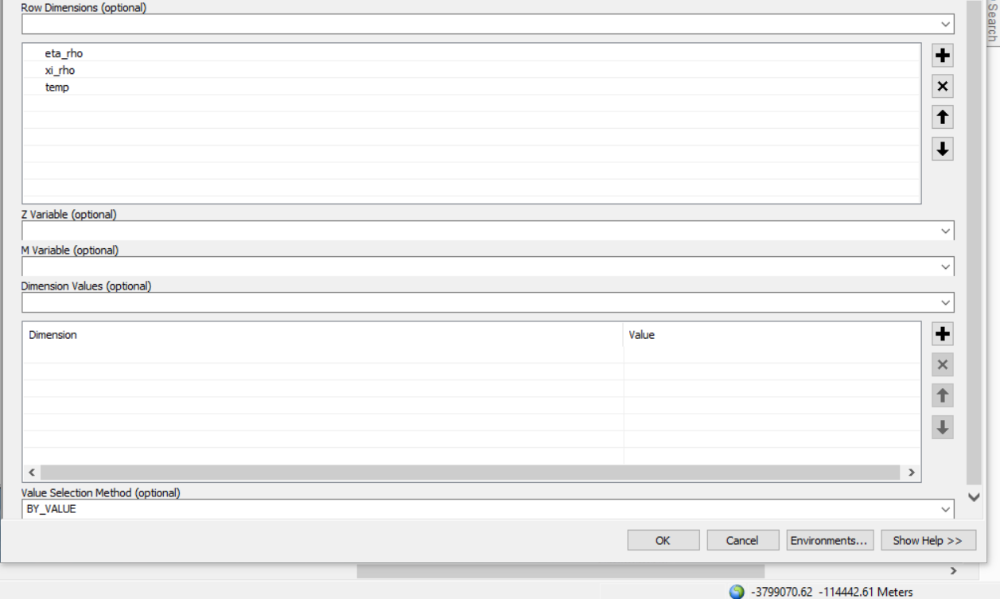 Row Dimensions (optional)
eta_rho
xi_rho
temp
Z Variable (optional)
M Variable (optional)
Dimension Values (optional)
Dimension Value
Value Selection Method (optional)
BY_VALUE
OK Cancel Environments... Show Help >>
-3799070.62 -114442.61 Meters
Search